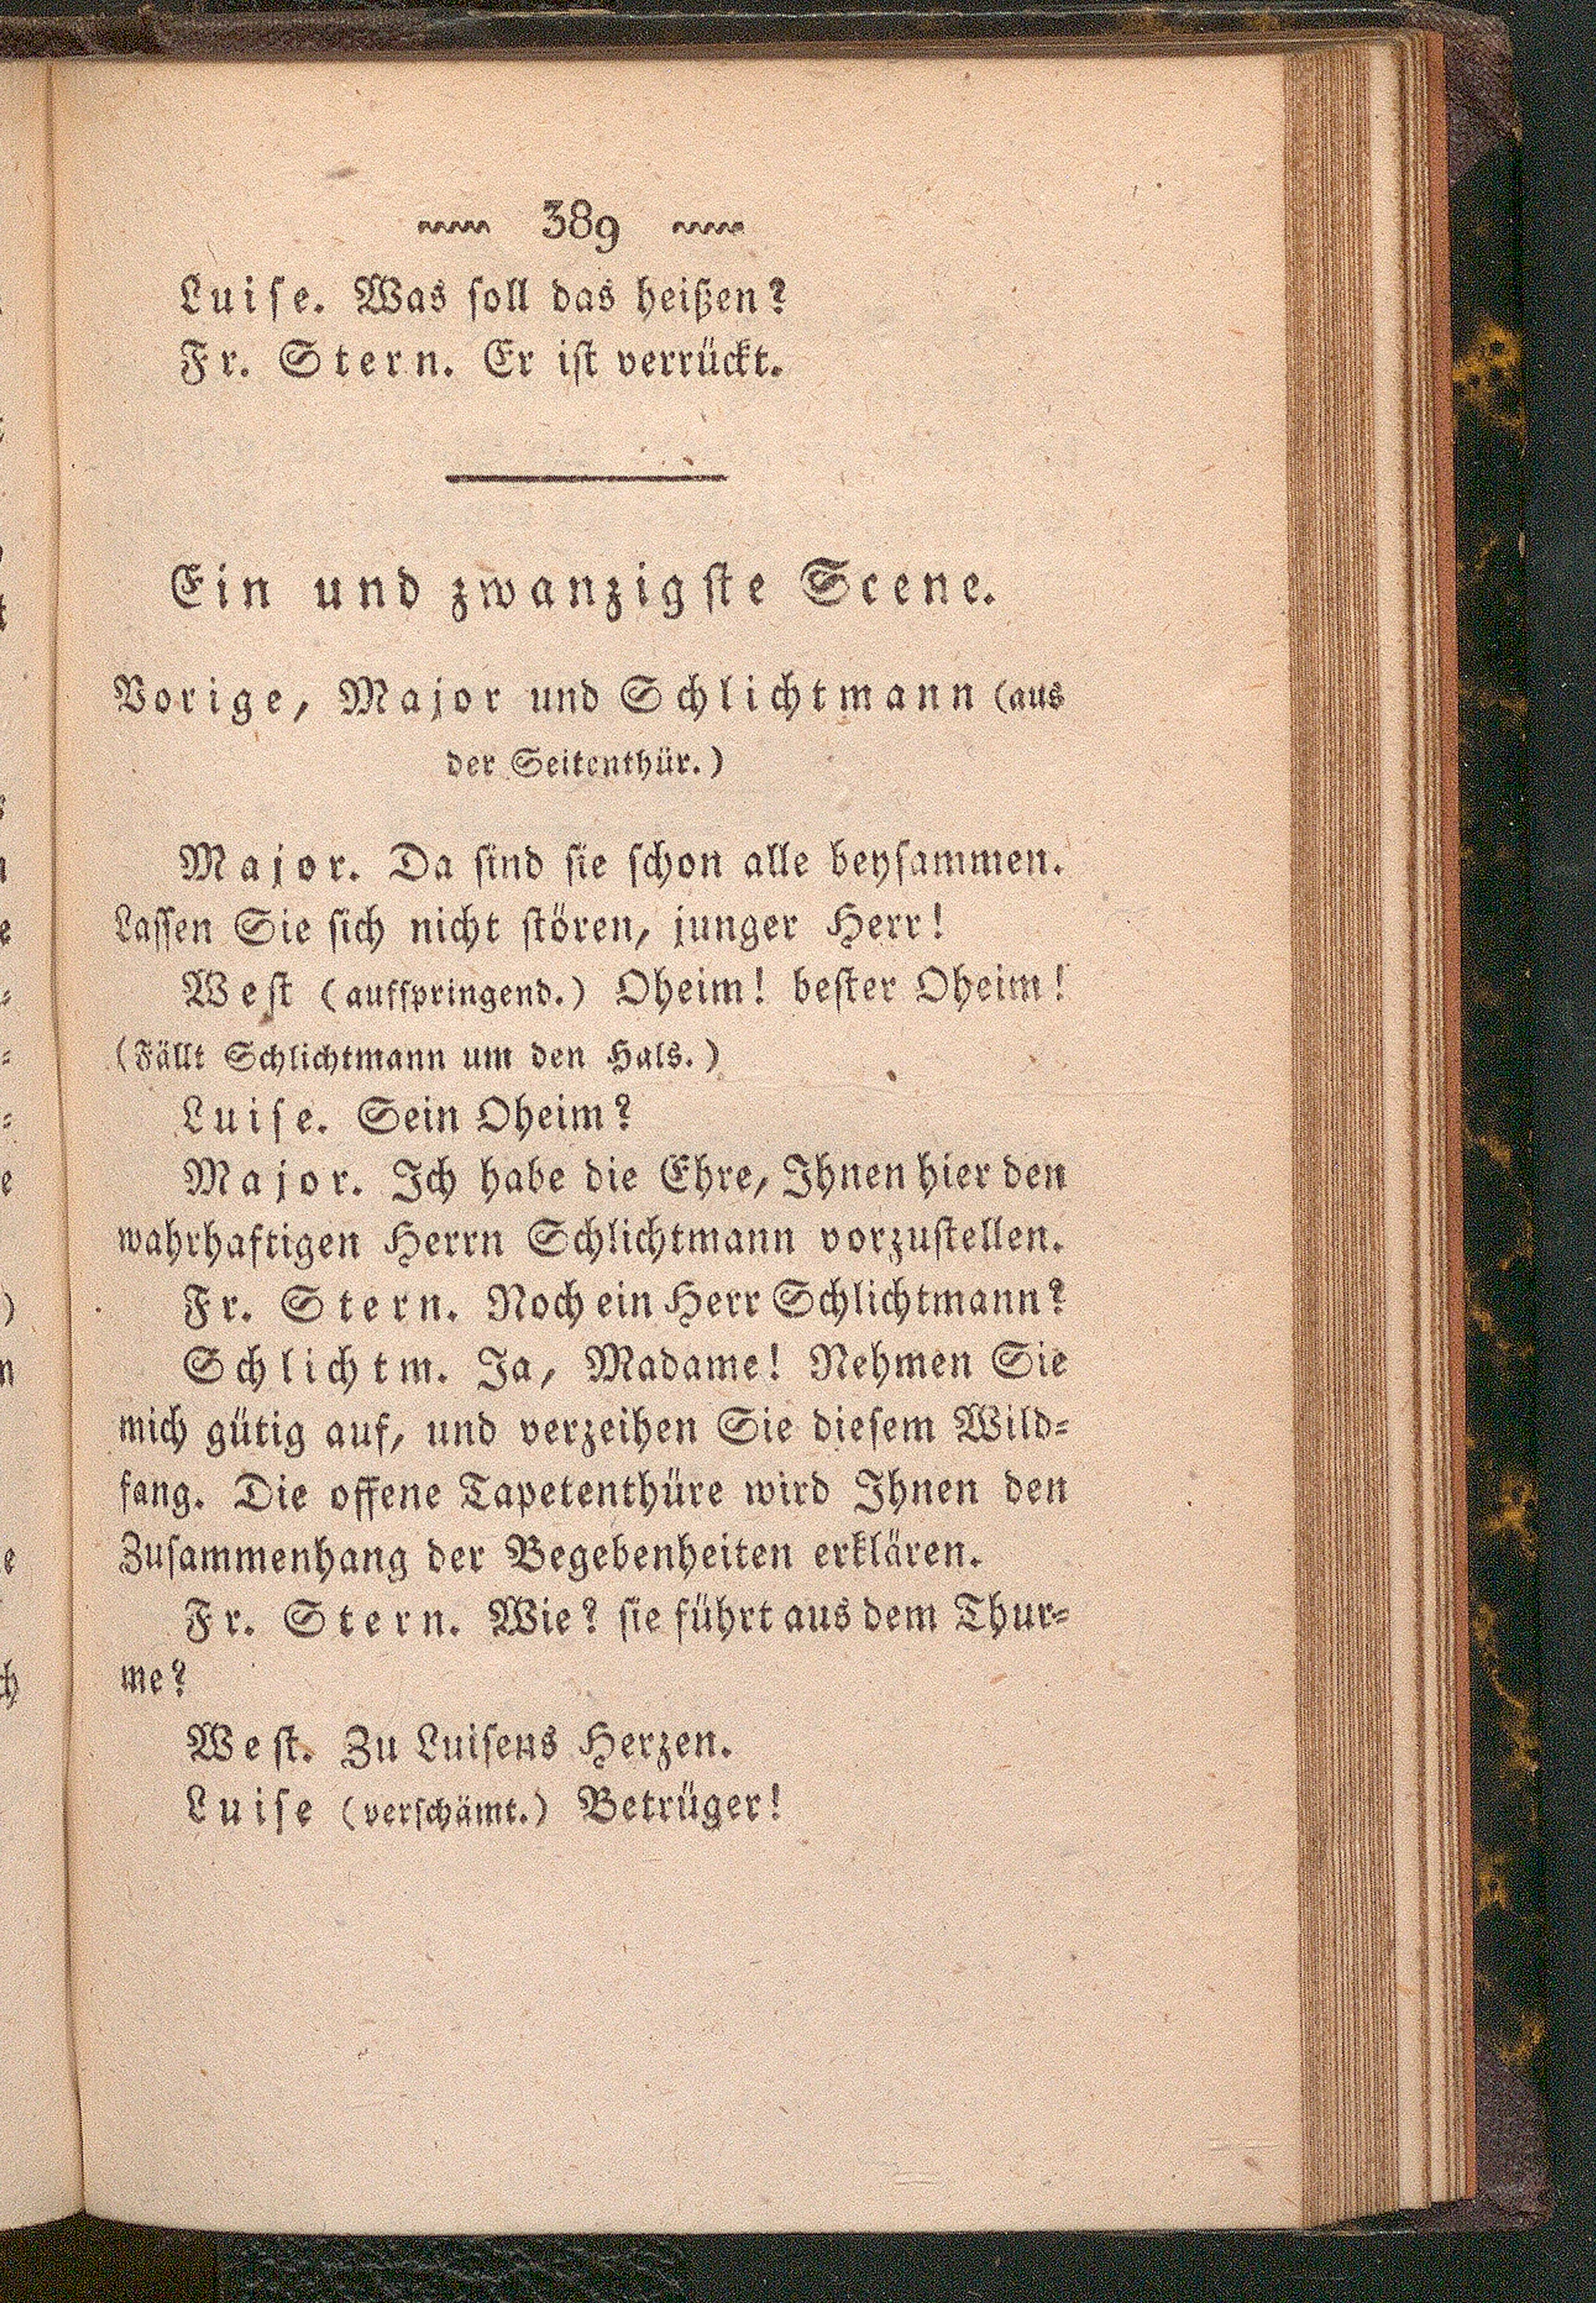 389
Luiſe. Was ſoll das heißen?
Fr. Stern. Er iſt verrückt.
Ein und zwanzigſte Scene.
Vorige, Major und Schlichtmann (aus
der Seitenthür.)
Major. Da ſind ſie ſchon alle beyſammen.
Laſſen Sie ſich nicht ſtören, junger Herr!
Weſt (aufſpringend.) Oheim! beſter Oheim!
(Fällt Schlichtmann um den Hals.)
Luiſe. Sein Oheim?
Major. Ich habe die Ehre, Ihnen hier den
wahrhaftigen Herrn Schlichtmann vorzuſtellen.
Fr. Stern. Noch ein Herr Schlichtmann?
Schlichtm. Ja, Madame! Nehmen Sie
mich gütig auf, und verzeihen Sie dieſem Wild⸗
fang. Die offene Tapetenthüre wird Ihnen den
Zuſammenhang der Begebenheiten erklären.
Fr. Stern. Wie? ſie führt aus dem Thur⸗
me?
Weſt. Zu Luiſens Herzen.
Luiſe (verſchämt.) Betrüger!